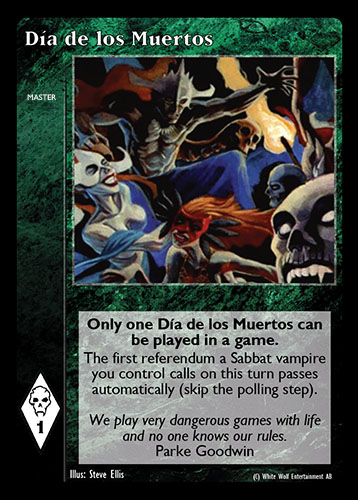 Día de los Muertos
MASTER
Only one Día de los Muertos can
be played in a game.
The first referendum a Sabbat vampire
you control calls on this turn passes
automatically (skip the polling step).
We play very dangerous games with life
and no one knows our rules.
Parke Goodwin
1
Illus: Steve Ellis
(C) White Wolf Entertainment AB